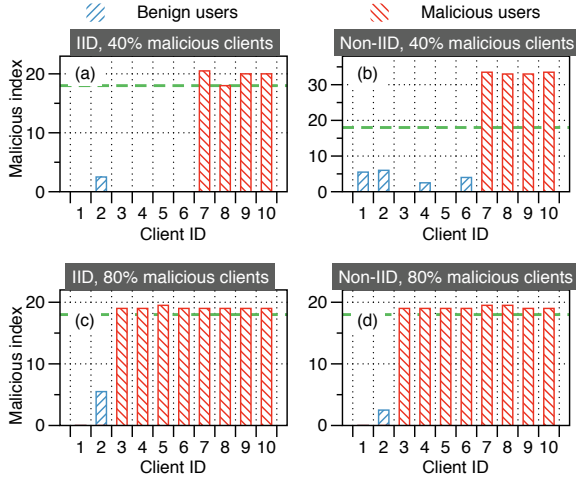 Benign users Malicious users
IID, 40% malicious clients Non-IID, 40% malicious clients
Malicious index
20
10
0
(a)
1 2 3 4 5 6 7 8 9 10
Client ID
30
20
10
0
(b)
1 2 3 4 5 6 7 8 9 10
Client ID
IID, 80% malicious clients Non-IID, 80% malicious clients
Malicious index
20
10
0
(c)
1 2 3 4 5 6 7 8 9 10
Client ID
20
10
0
(d)
1 2 3 4 5 6 7 8 9 10
Client ID